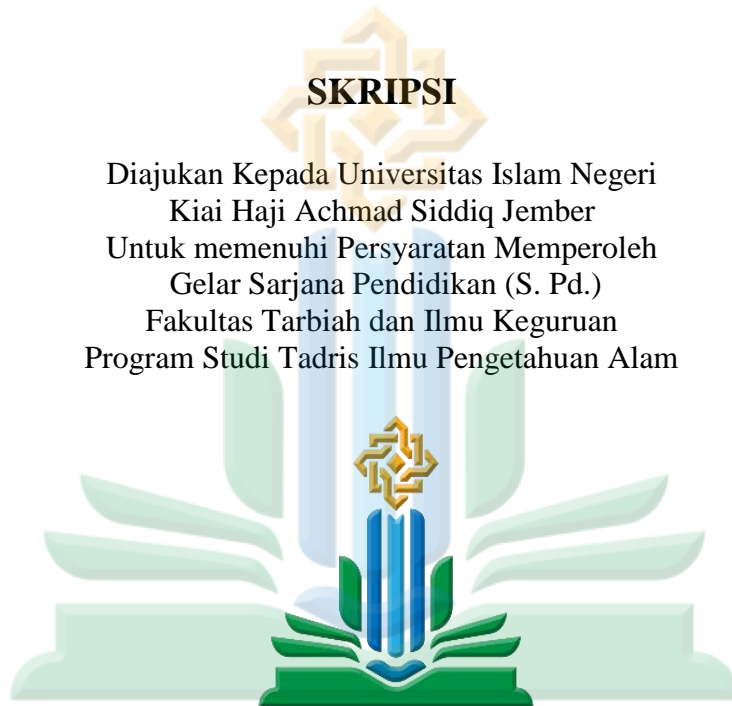 SKRIPSI
Diajukan Kepada Universitas Islam Negeri
Kiai Haji Achmad Siddiq Jember
Untuk memenuhi Persyaratan Memperoleh
Gelar Sarjana Pendidikan (S. Pd.)
Fakultas Tarbiah dan Ilmu Keguruan
Program Studi Tadris Ilmu Pengetahuan Alam